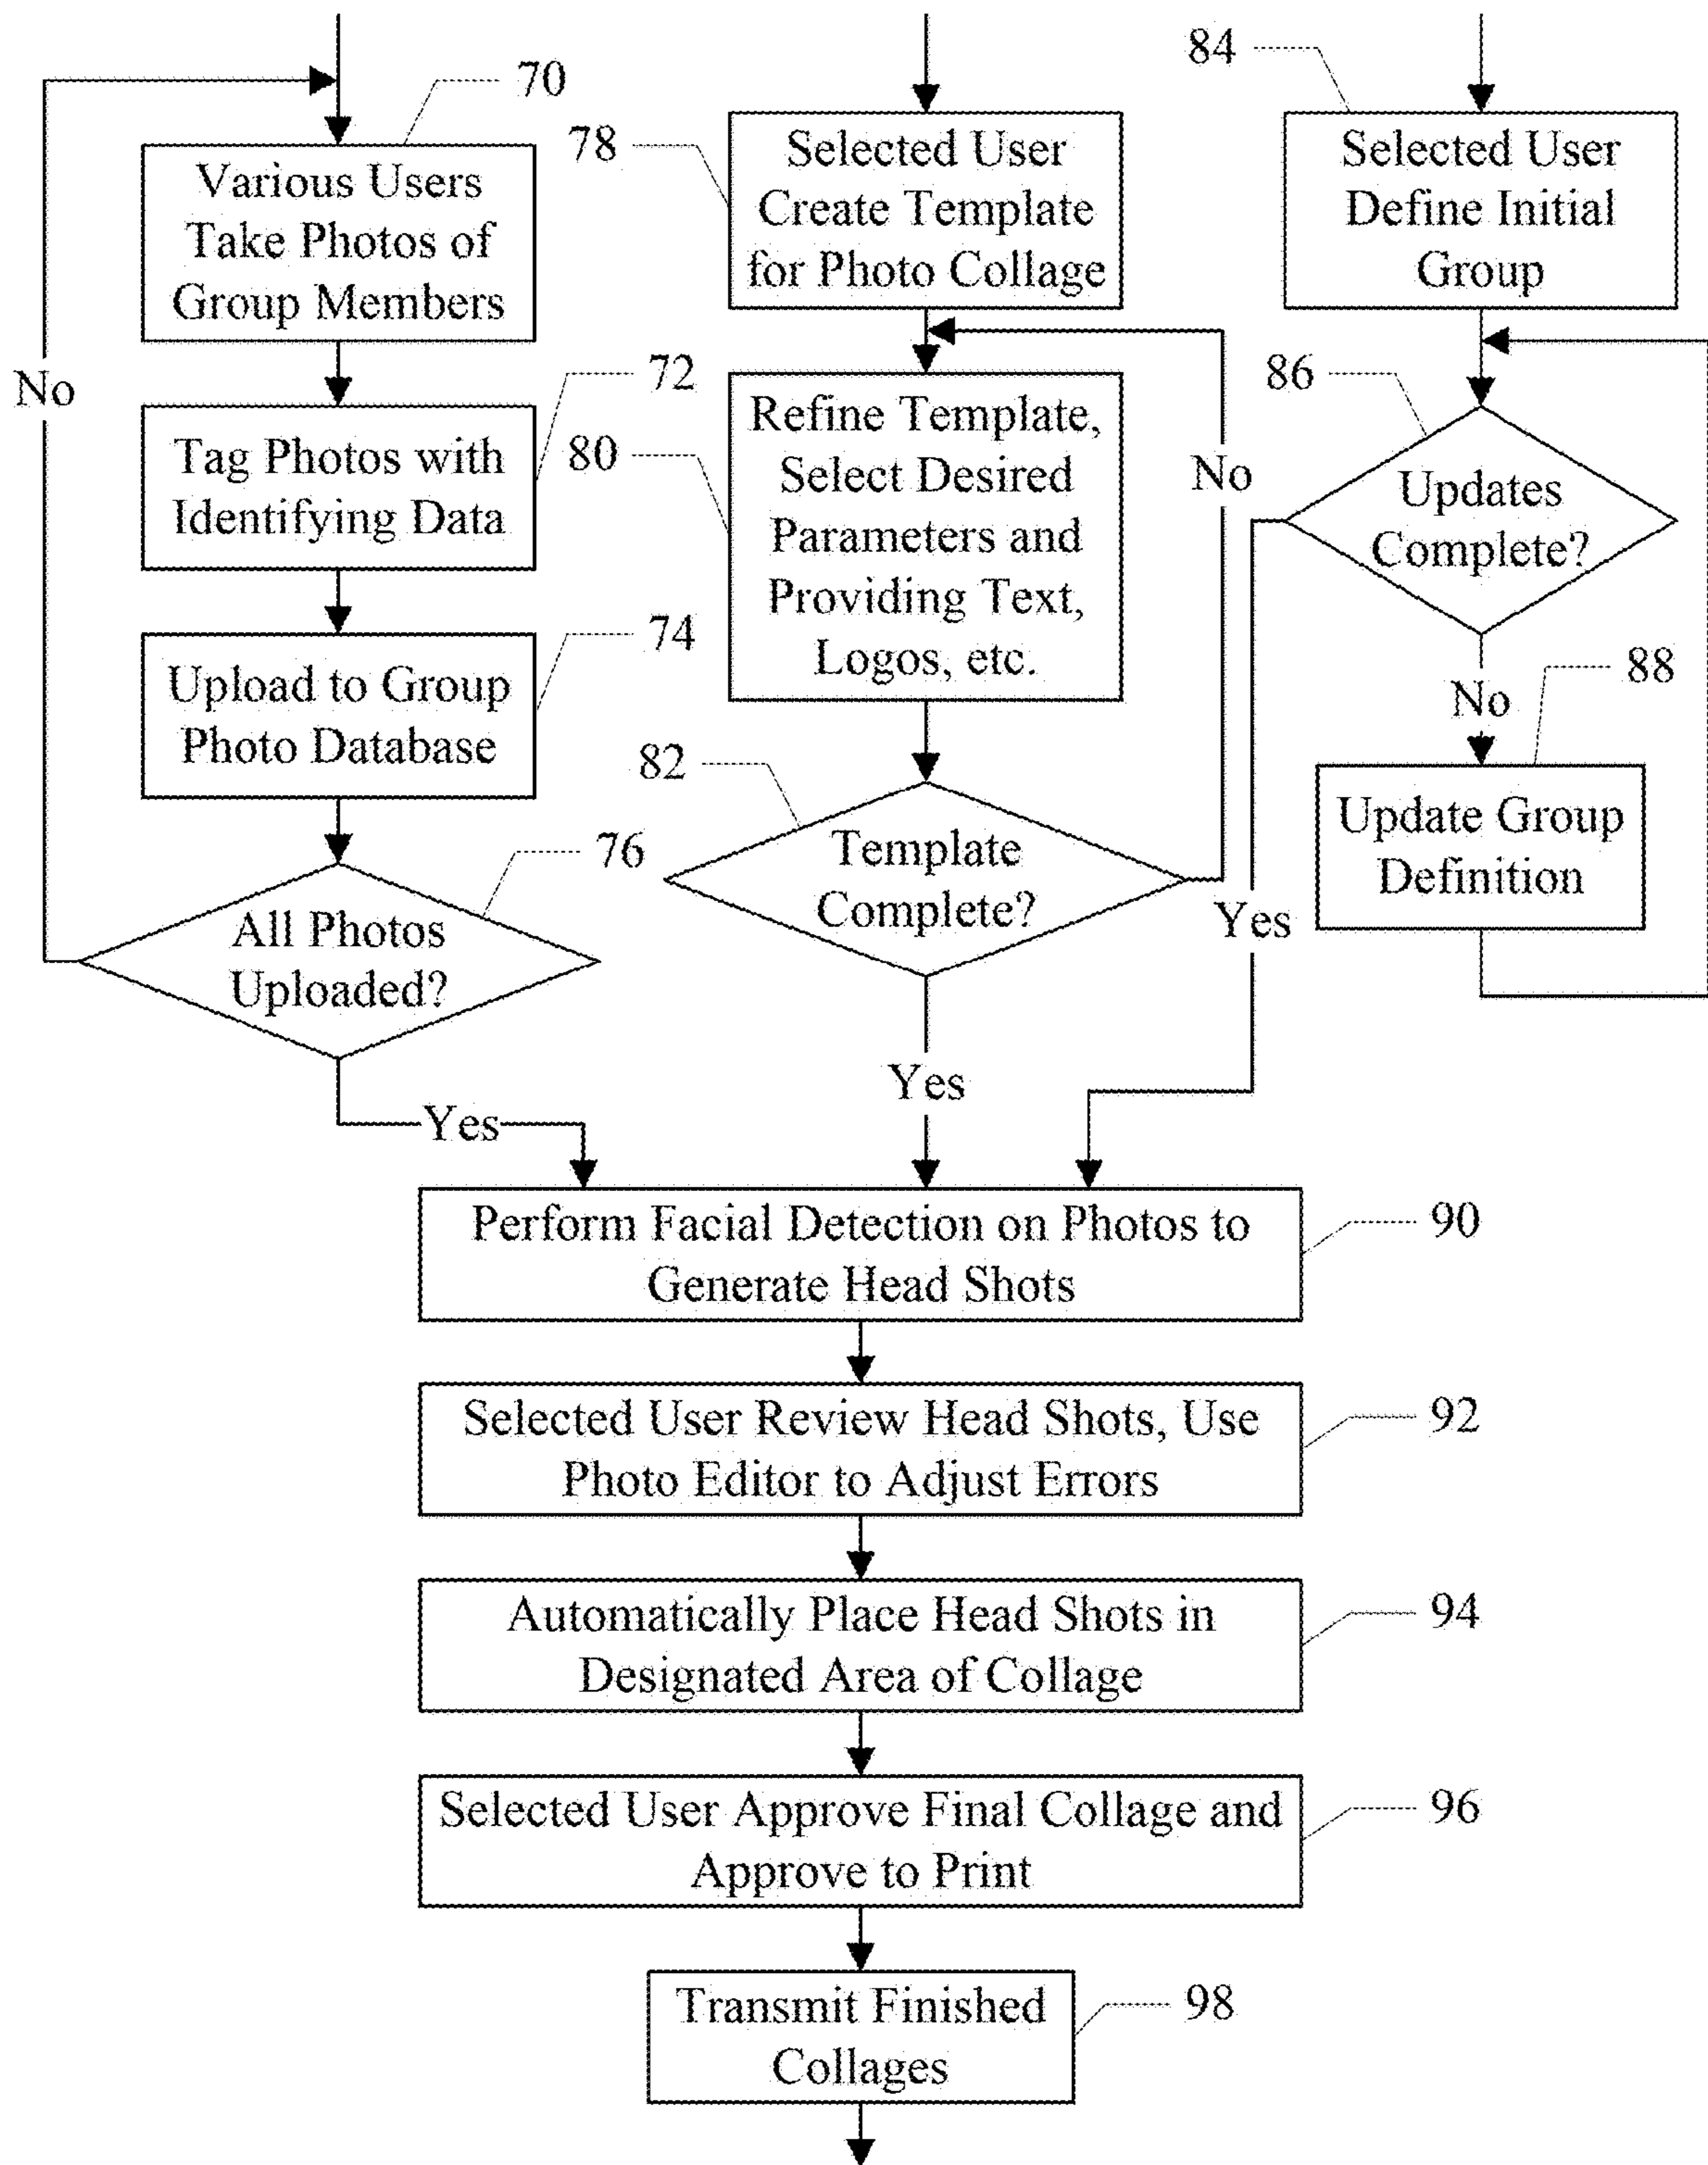 70
Various Users
Take Photos of
Group Members
No
72
Tag Photos with
Identifying Data
74
Upload to Group
Photo Database
76
All Photos
Uploaded?
Yes
78
Selected User
Create Template
for Photo Collage
80
Refine Template,
Select Desired
Parameters and
Providing Text,
Logos, etc.
No
82
Template
Complete?
Yes
84
Selected User
Define Initial
Group
86
Updates
Complete?
No
88
Update Group
Definition
Yes
Perform Facial Detection on Photos to
Generate Head Shots
90
Selected User Review Head Shots, Use
Photo Editor to Adjust Errors
92
Automatically Place Head Shots in
Designated Area of Collage
94
Selected User Approve Final Collage and
Approve to Print
96
Transmit Finished
Collages
98